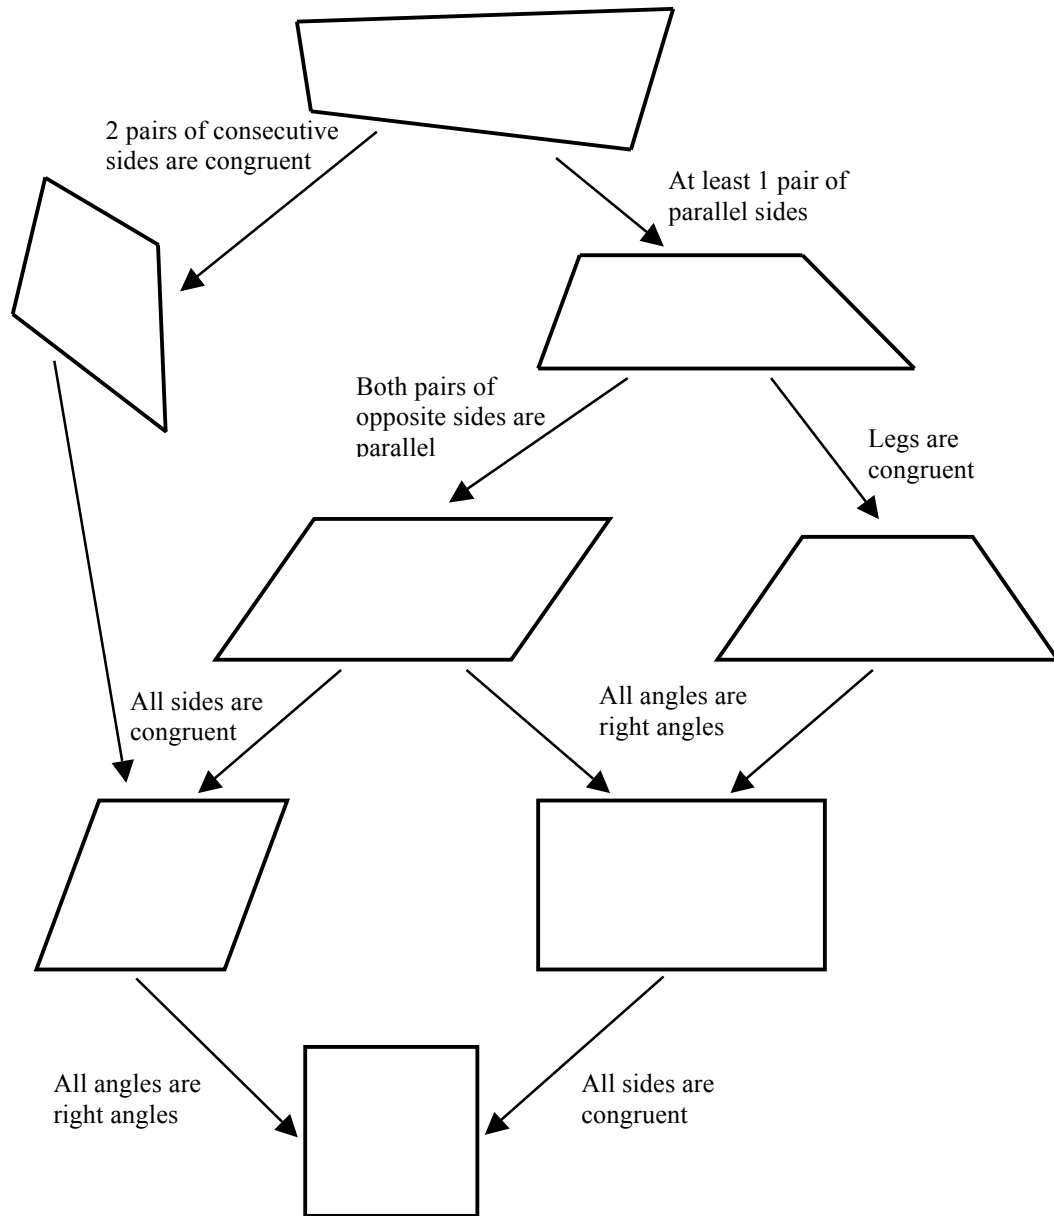 2 pairs of consecutive
sides are congruent
At least 1 pair of
parallel sides
Both pairs of
opposite sides are
parallel
Legs are
congruent
All sides are
congruent
All angles are
right angles
All angles are
right angles
All sides are
congruent